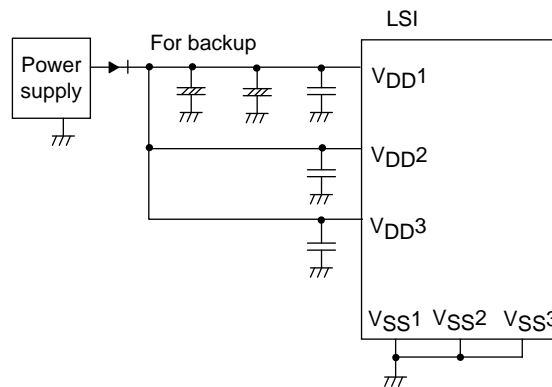 LSI
For backup
Power
supply
VDD1
VDD2
VDD3
VSS1 VSS2 VSS3